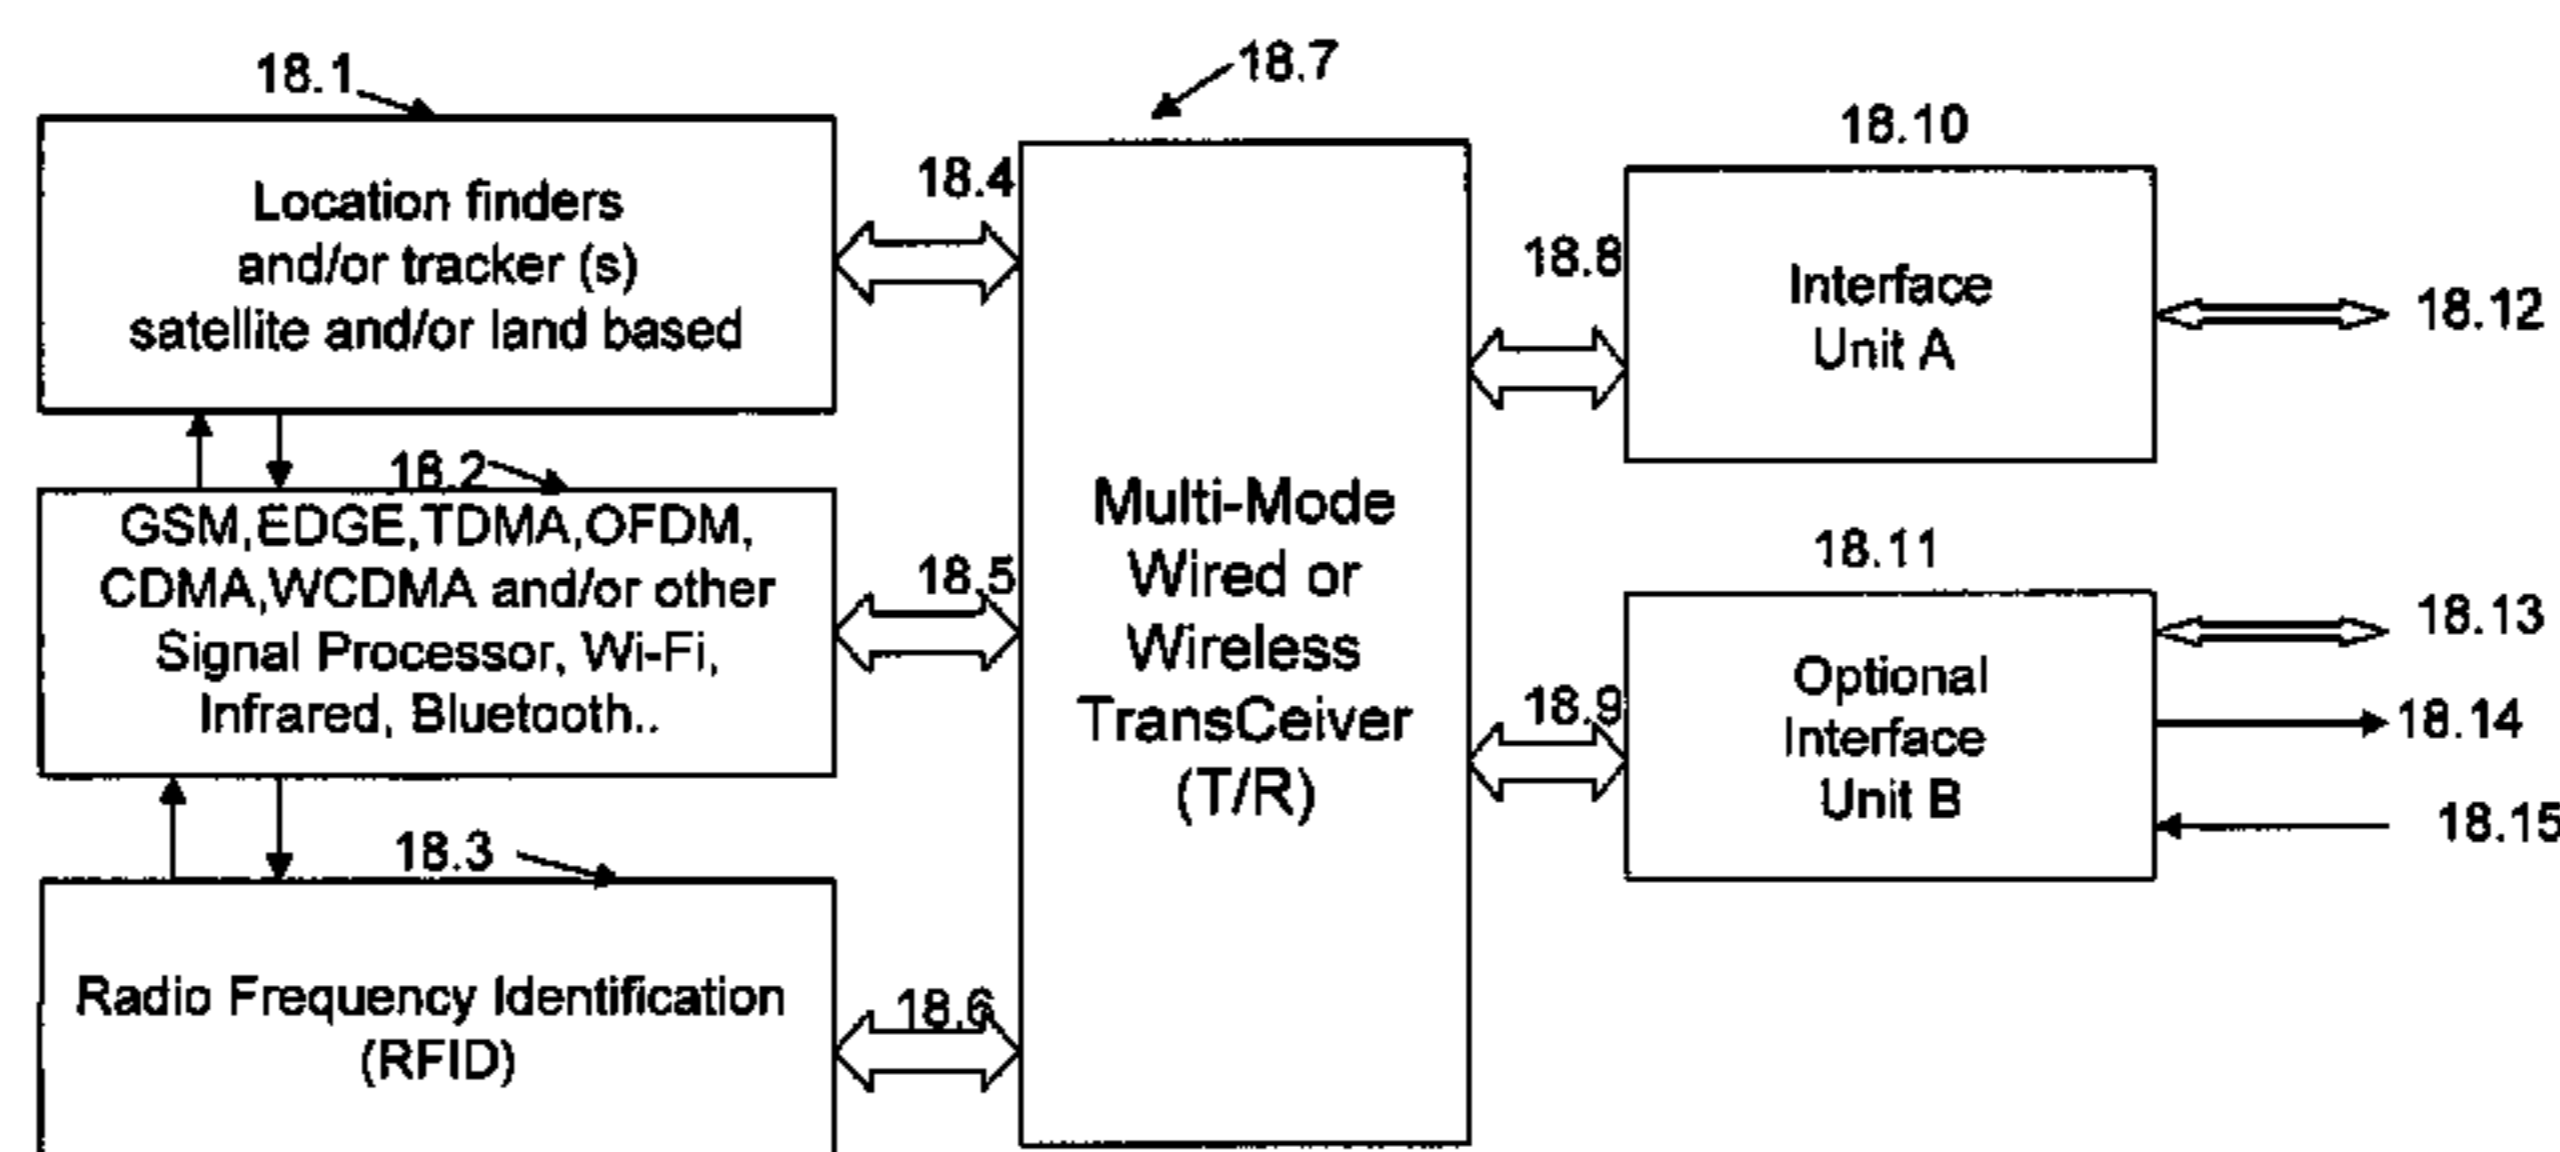 18.1
Location finders
and/or tracker (s)
satellite and/or land based
18.2
GSM,EDGE,TDMA,OFDM,
CDMA,WCDMA and/or other
Signal Processor, Wi-Fi,
Infrared, Bluetooth..
18.3
Radio Frequency Identification
(RFID)
18.4
18.5
18.6
18.7
Multi-Mode
Wired or
Wireless
TransCeiver
(T/R)
18.8
18.9
18.10
Interface
Unit A
18.11
Optional
Interface
Unit B
18.12
18.13
18.14
18.15